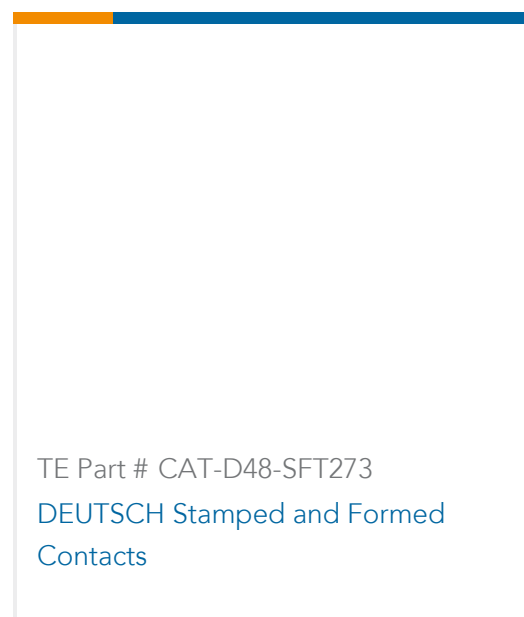 TE Part # CAT-D48-SFT273
DEUTSCH Stamped and Formed
Contacts